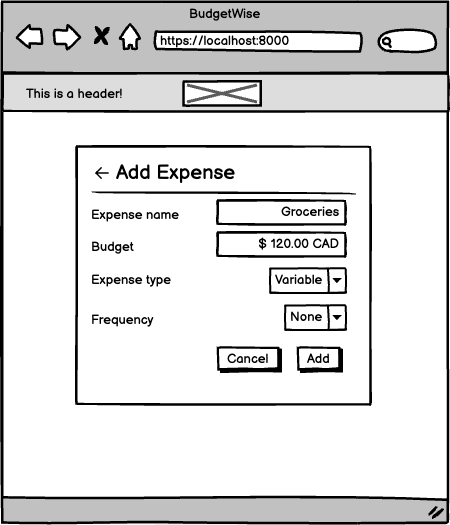 BudgetWise
https://localhost:8000
This is a header!
← Add Expense
Expense name Groceries
Budget $ 120.00 CAD
Expense type Variable
Frequency None
Cancel Add